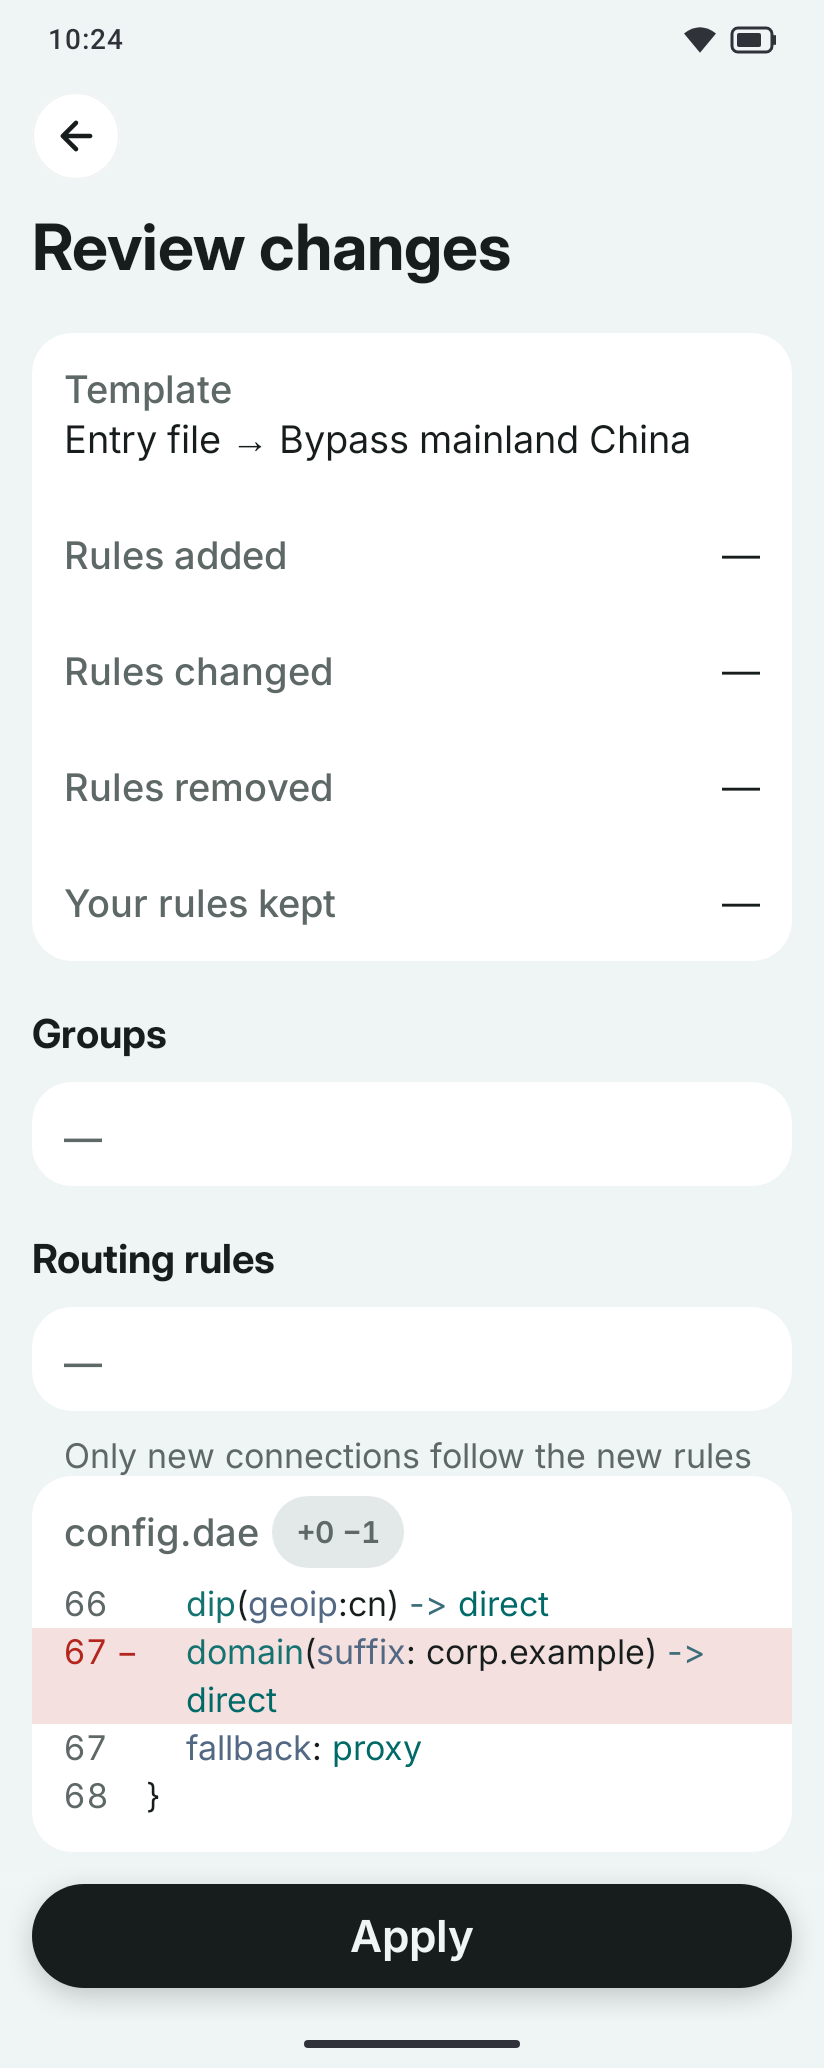 10:24
Review changes
Template
Entry file → Bypass mainland China
Rules added —
Rules changed —
Rules removed —
Your rules kept —
Groups
—
Routing rules
—
Only new connections follow the new rules
config.dae +0 −1
66 dip(geoip:cn) -> direct
67 − domain(suffix: corp.example) ->
direct
67 fallback: proxy
68 }
Apply